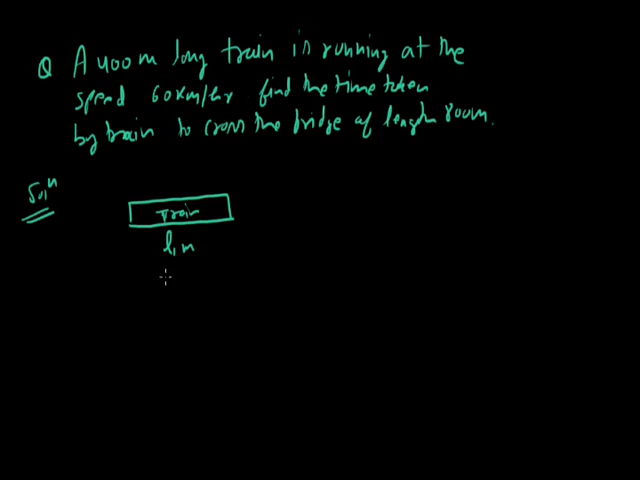 Q A 400m long train is running at the
speed 60km/hr find the time taken
by train to cross the bridge of length 800m.
Solⁿ
Train
l₁ m